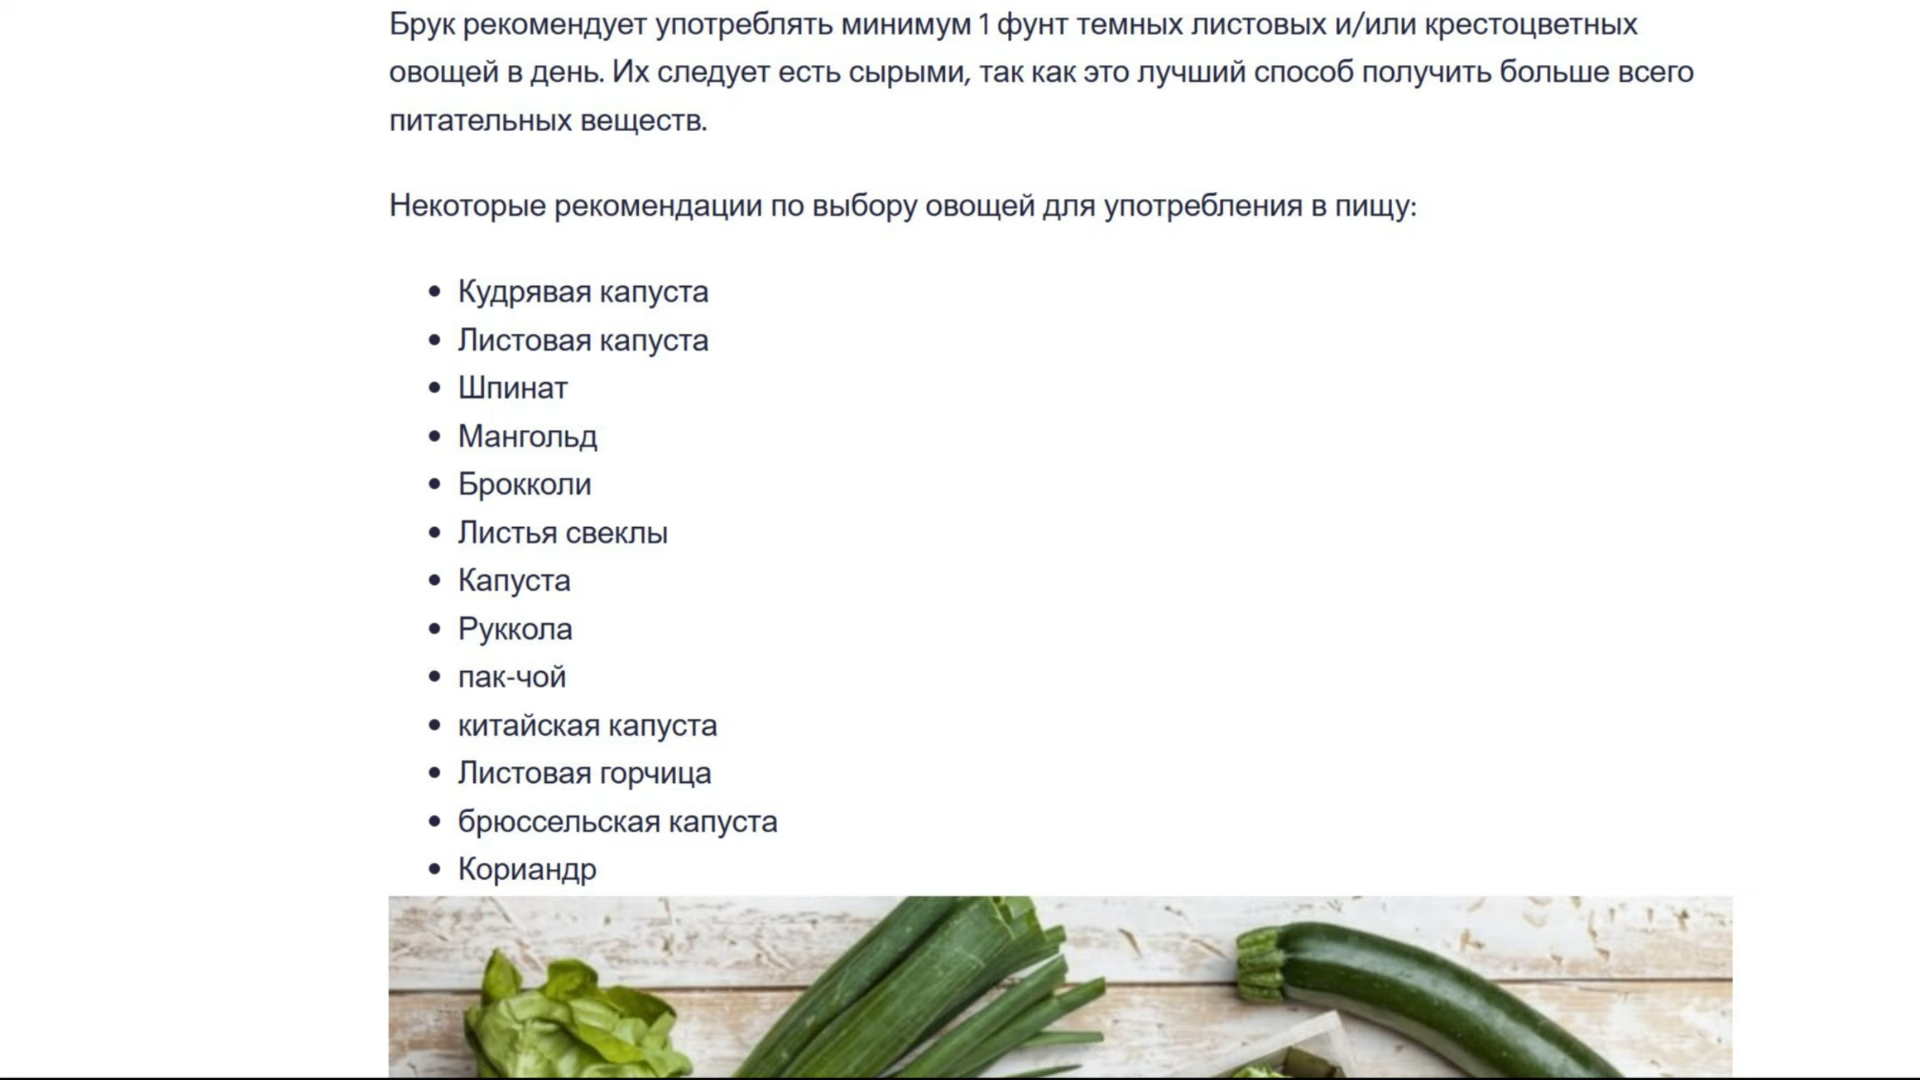 Брук рекомендует употреблять минимум 1 фунт темных листовых и/или крестоцветных
овощей в день. Их следует есть сырыми, так как это лучший способ получить больше всего
питательных веществ.
Некоторые рекомендации по выбору овощей для употребления в пищу:
• Кудрявая капуста
• Листовая капуста
• Шпинат
• Мангольд
• Брокколи
• Листья свеклы
• Капуста
• Руккола
• пак-чой
• китайская капуста
• Листовая горчица
• брюссельская капуста
• Кориандр